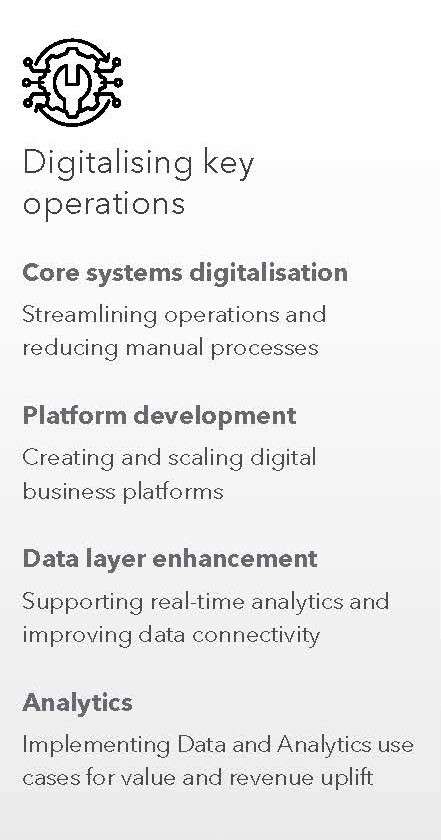 Digitalising key
operations
Core systems digitalisation
Streamlining operations and
reducing manual processes
Platform development
Creating and scaling digital
business platforms
Data layer enhancement
Supporting real-time analytics and
improving data connectivity
Analytics
Implementing Data and Analytics use
cases for value and revenue uplift